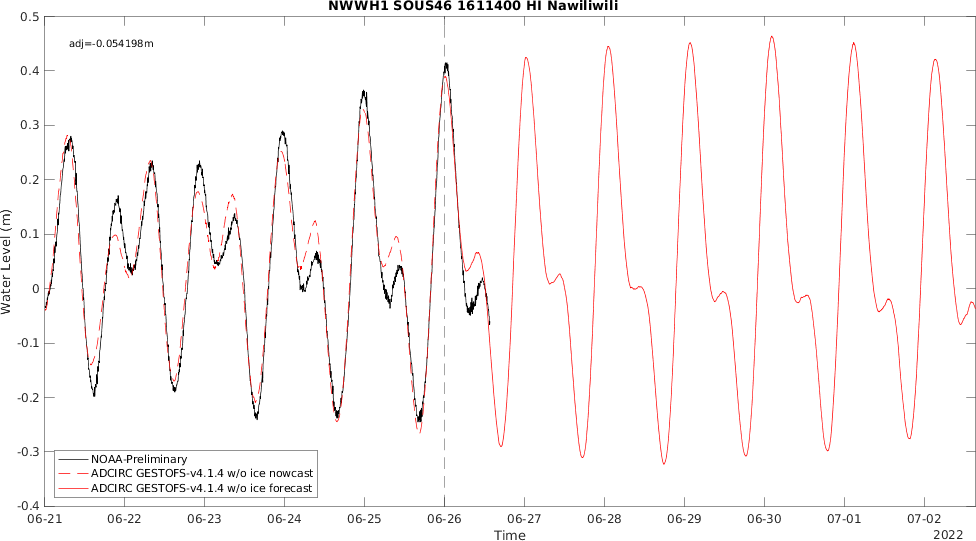 NWWH1 SOUS46 1611400 HI Nawiliwili
adj=-0.054198m
Water Level (m)
0.5
0.4
0.3
0.2
0.1
0
-0.1
-0.2
-0.3
-0.4
NOAA-Preliminary
ADCIRC GESTOFS-v4.1.4 w/o ice nowcast
ADCIRC GESTOFS-v4.1.4 w/o ice forecast
06-21 06-22 06-23 06-24 06-25 06-26 06-27 06-28 06-29 06-30 07-01 07-02
Time
2022